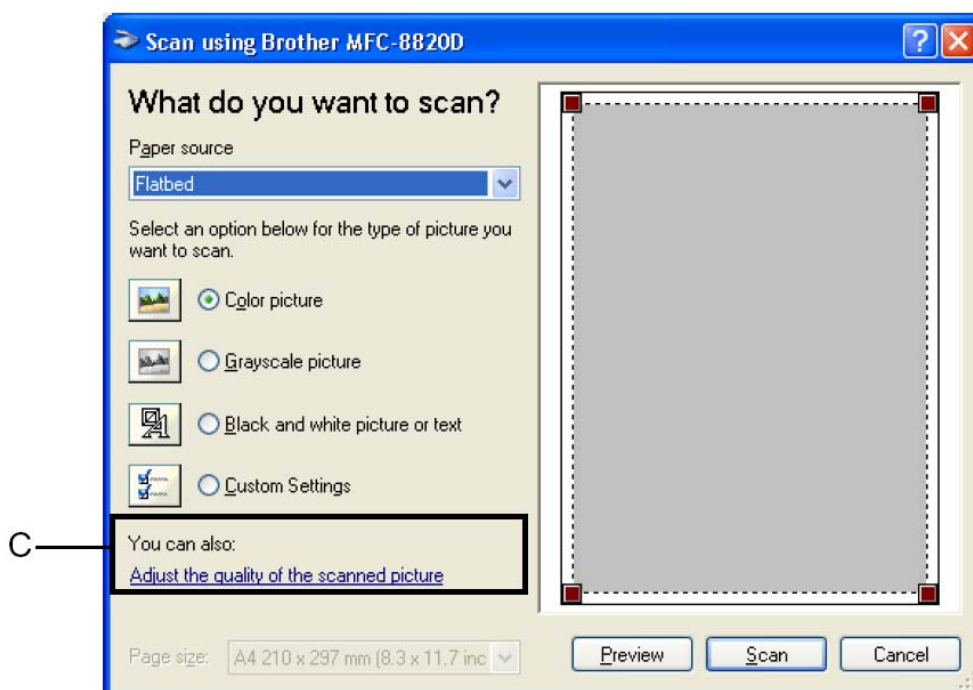 Scan using Brother MFC-8820D
What do you want to scan?
Paper source
Flatbed
Select an option below for the type of picture you
want to scan.
Color picture
Grayscale picture
Black and white picture or text
Custom Settings
C
You can also:
Adjust the quality of the scanned picture
Page size: A4 210 x 297 mm (8.3 x 11.7 inc
Preview Scan Cancel